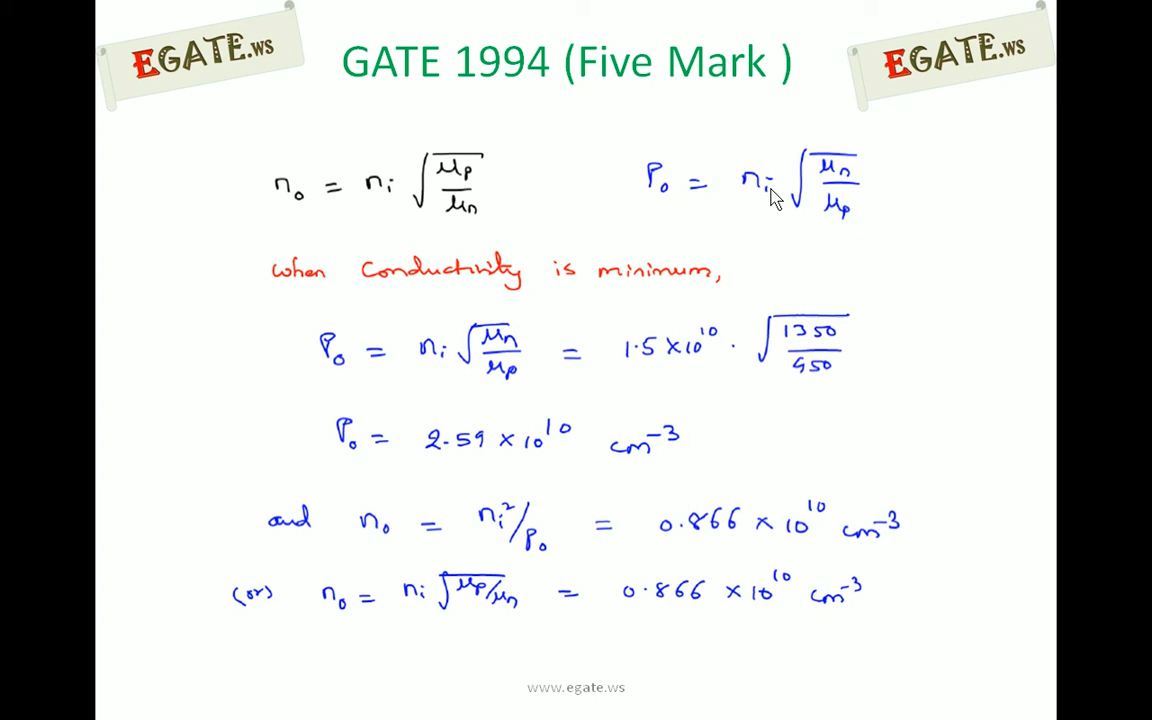 EGATE.ws
GATE 1994 (Five Mark )
EGATE.ws
n₀ = nᵢ √(μp/μn)
P₀ = nᵢ √(μn/μp)
when conductivity is minimum,
P₀ = nᵢ √(μn/μp) = 1.5 × 10¹⁰ · √(1350/450)
P₀ = 2.59 × 10¹⁰ cm⁻³
and n₀ = nᵢ²/P₀ = 0.866 × 10¹⁰ cm⁻³
(or) n₀ = nᵢ √(μp/μn) = 0.866 × 10¹⁰ cm⁻³
www.egate.ws